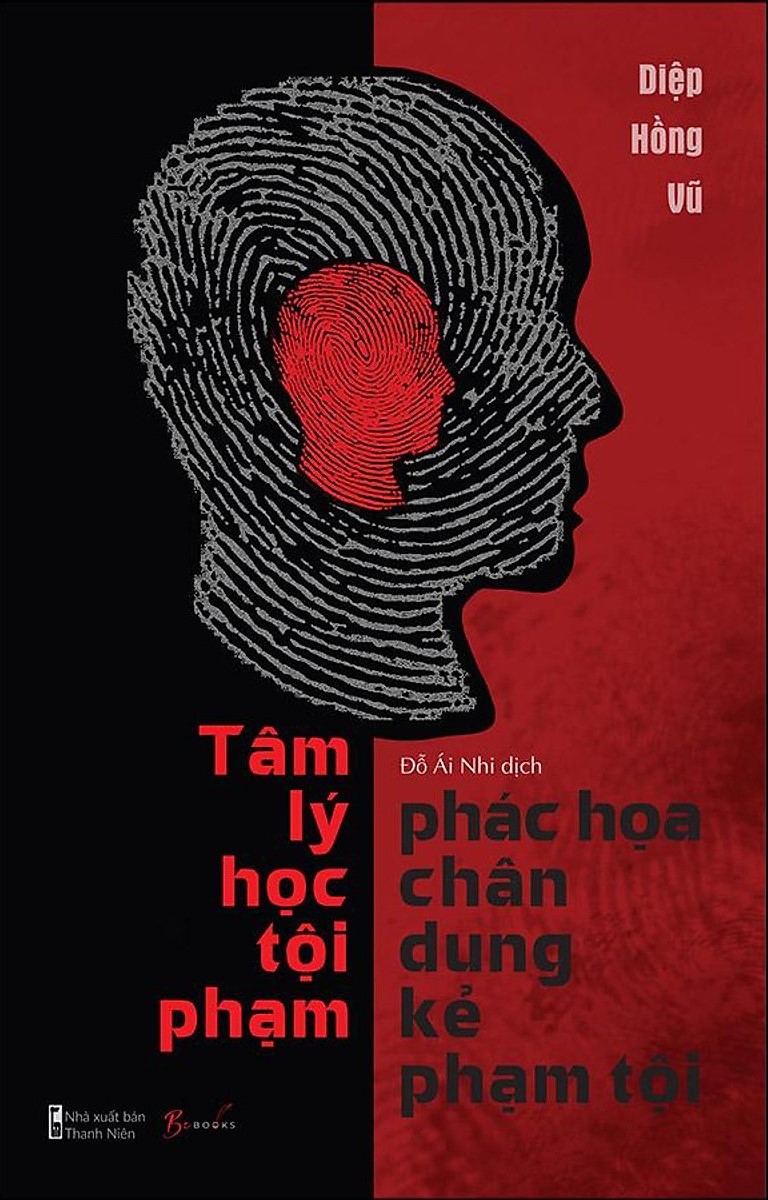 Diệp
Hồng
Vũ
Tâm
lý
học
tội
phạm
Đỗ Ái Nhi dịch
phác họa
chân
dung
kẻ
phạm tội
Nhà xuất bản
Thanh Niên
BeBOOKS